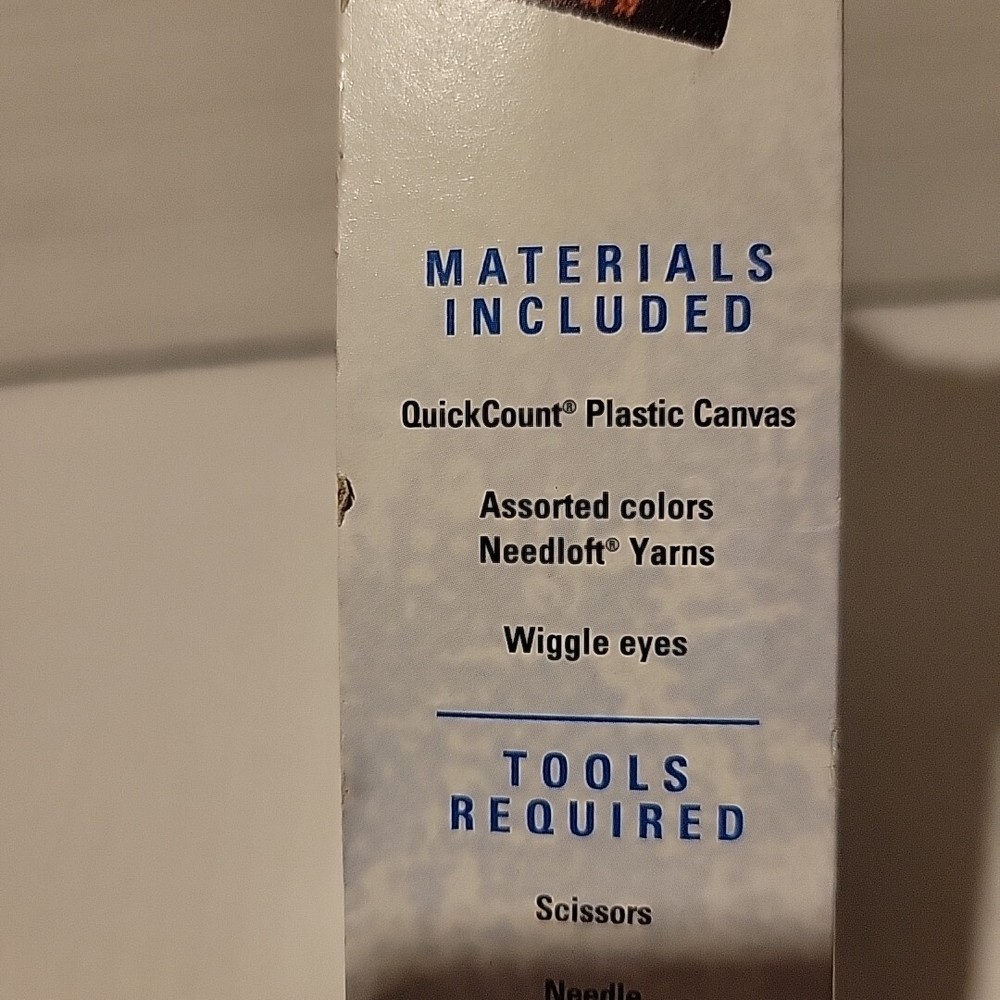 MATERIALS
INCLUDED
QuickCount® Plastic Canvas
Assorted colors
Needloft® Yarns
Wiggle eyes
TOOLS
REQUIRED
Scissors
Needle